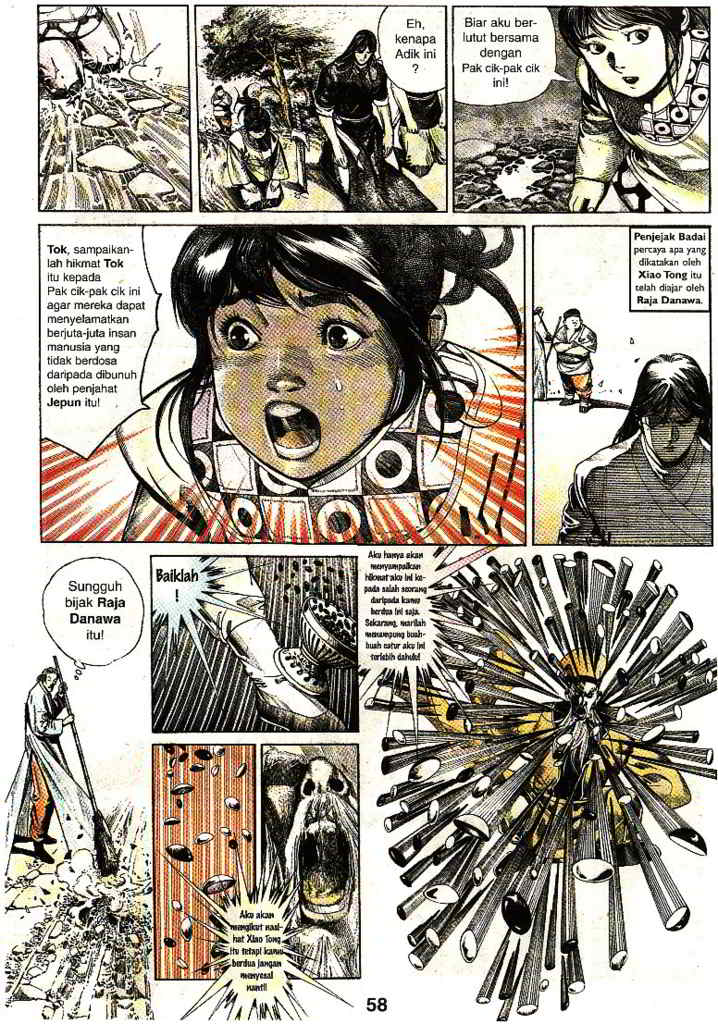 Eh,
kenapa
Adik ini
?
Biar aku ber-
lutut bersama
dengan
Pak cik-pak cik
ini!
Tok, sampaikan-
lah hikmat Tok
itu kepada
Pak cik-pak cik ini
agar mereka dapat
menyelamatkan
berjuta-juta insan
manusia yang
tidak berdosa
daripada dibunuh
oleh penjahat
Jepun itu!
Penjejak Badai
percaya apa yang
dikatakan oleh
Xiao Tong itu
telah diajar oleh
Raja Danawa.
Sungguh
bijak Raja
Danawa
itu!
Baiklah
!
Aku hanya akan
menyampaikan
hikmat aku ini ke-
pada salah seorang
daripada kamu
berdua ini saja.
Sekarang, marilah
menampung buah-
buah catur aku ini
terlebih dahulu!
Aku akan
mengikut nasi-
hat Xiao Tong
itu tetapi kamu
berdua jangan
menyesal
nanti!
58